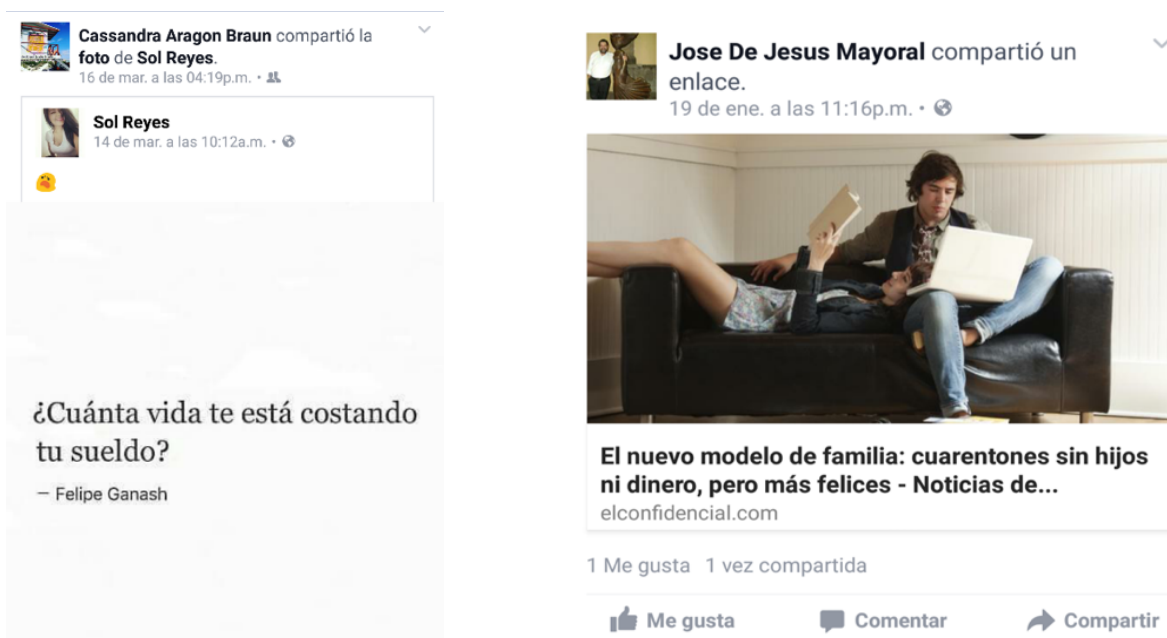 Cassandra Aragon Braun compartió la
foto de Sol Reyes.
16 de mar. a las 04:19p.m. •
Sol Reyes
14 de mar. a las 10:12a.m. •
¿Cuánta vida te está costando
tu sueldo?
– Felipe Ganash
Jose De Jesus Mayoral compartió un
enlace.
19 de ene. a las 11:16p.m. •
El nuevo modelo de familia: cuarentones sin hijos
ni dinero, pero más felices - Noticias de...
elconfidencial.com
1 Me gusta 1 vez compartida
Me gusta Comentar Compartir